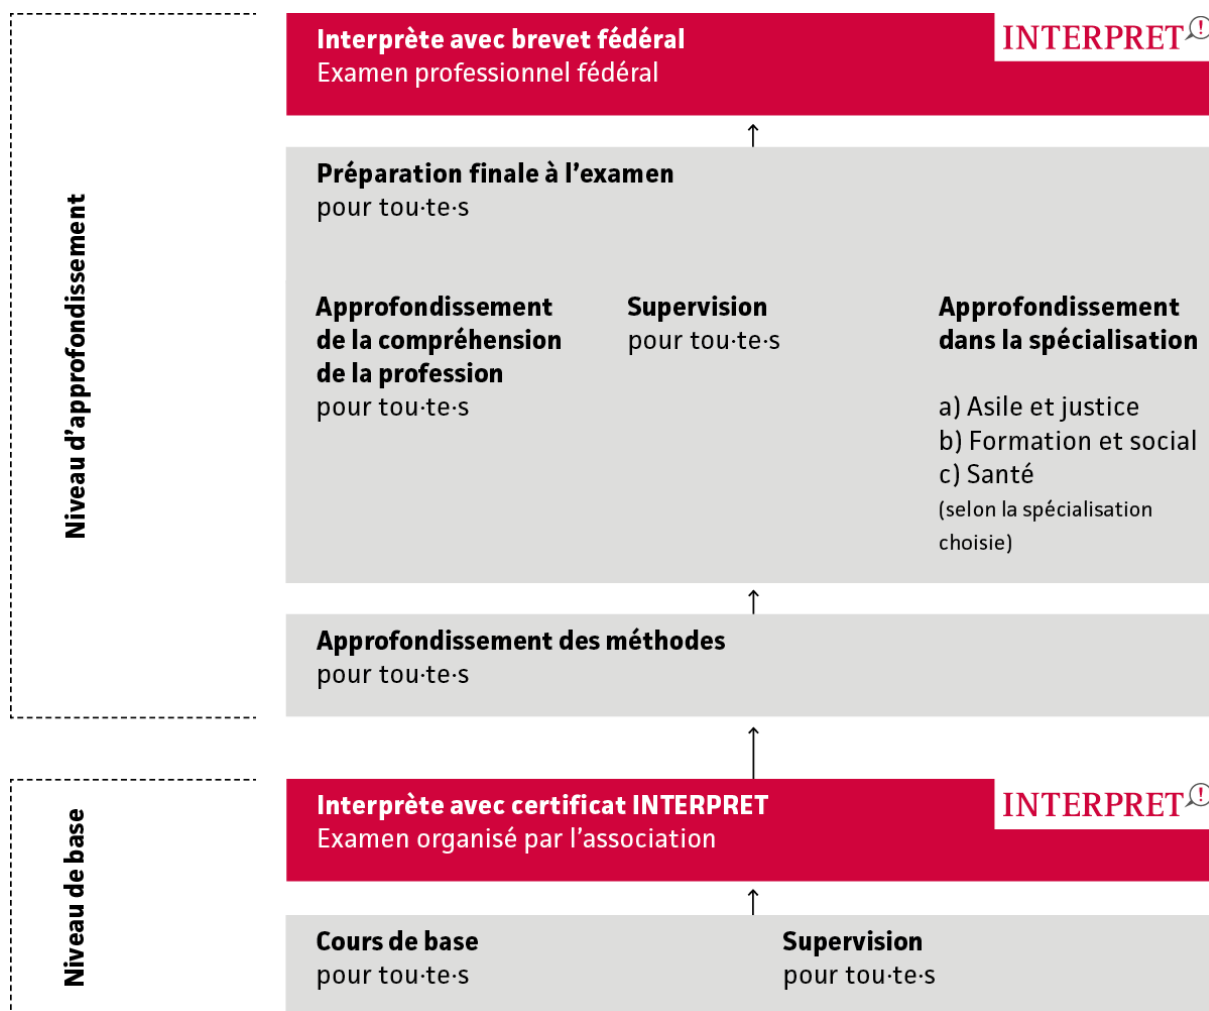 Niveau d'approfondissement
Interprète avec brevet fédéral
Examen professionnel fédéral
INTERPRET!
Préparation finale à l'examen
pour tou·te·s
Approfondissement
de la compréhension
de la profession
pour tou·te·s
Supervision
pour tou·te·s
Approfondissement
dans la spécialisation
a) Asile et justice
b) Formation et social
c) Santé
(selon la spécialisation
choisie)
Approfondissement des méthodes
pour tou·te·s
Niveau de base
Interprète avec certificat INTERPRET
Examen organisé par l'association
INTERPRET!
Cours de base
pour tou·te·s
Supervision
pour tou·te·s